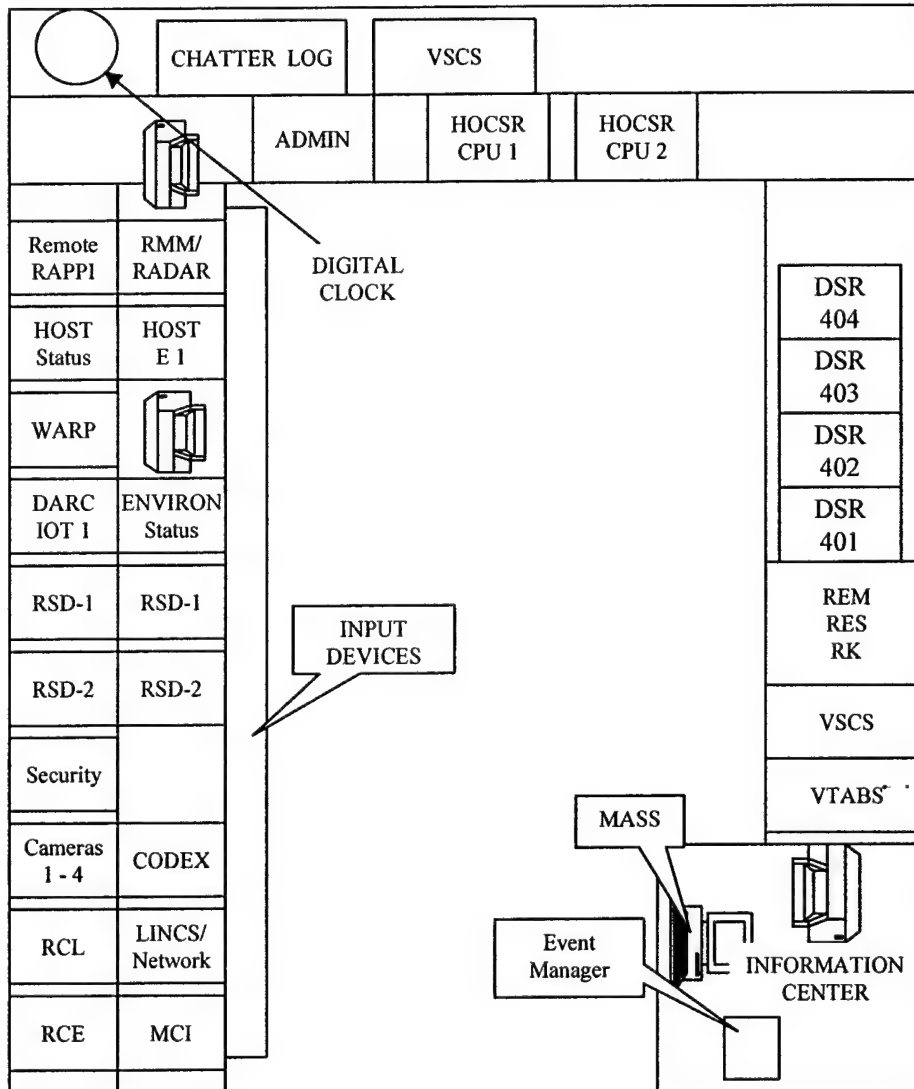 CHATTER LOG
VSCS
ADMIN
HOCSR
CPU 1
HOCSR
CPU 2
DIGITAL
CLOCK
Remote
RAPPI
RMM/
RADAR
HOST
Status
HOST
E 1
WARP
DARC
IOT 1
ENVIRON
Status
RSD-1
RSD-1
RSD-2
RSD-2
Security
Cameras
1 - 4
CODEX
RCL
LINCS/
Network
RCE
MCI
INPUT
DEVICES
DSR
404
DSR
403
DSR
402
DSR
401
REM
RES
RK
VSCS
VTABS
MASS
Event
Manager
INFORMATION
CENTER